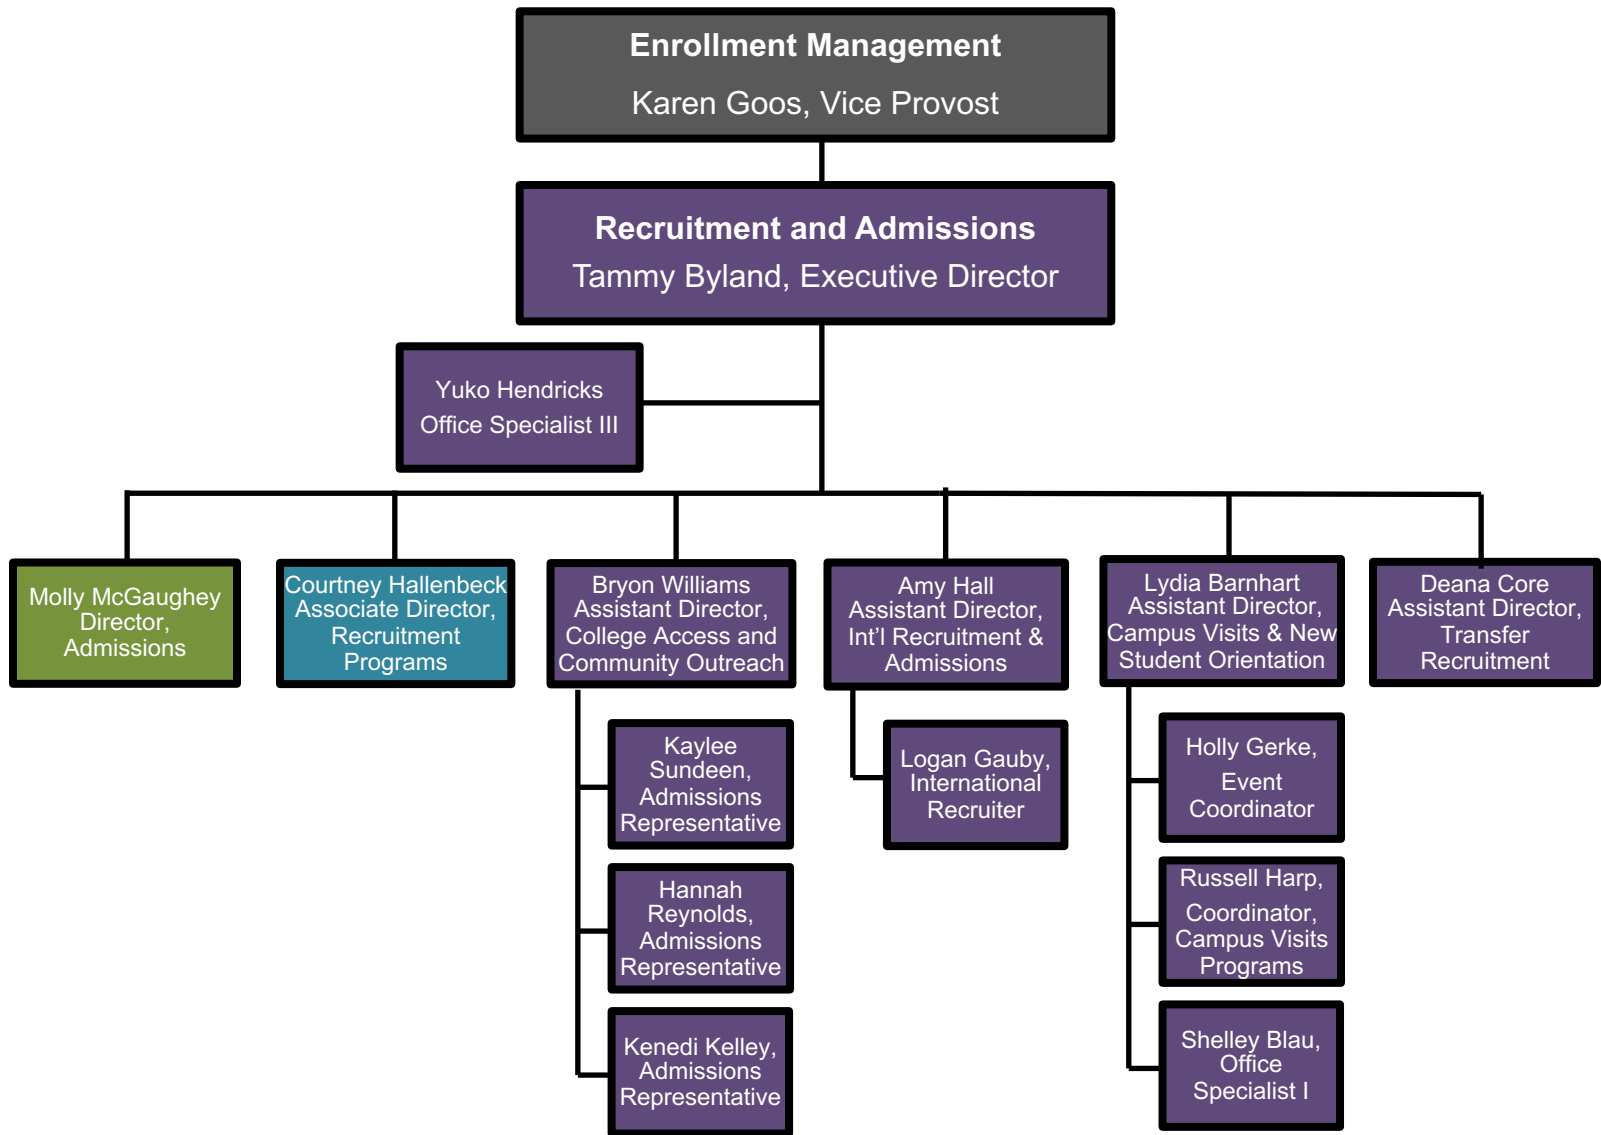 Enrollment Management
Karen Goos, Vice Provost
Recruitment and Admissions
Tammy Byland, Executive Director
Yuko Hendricks
Office Specialist III
Molly McGaughey
Director,
Admissions
Courtney Hallenbeck
Associate Director,
Recruitment
Programs
Bryon Williams
Assistant Director,
College Access and
Community Outreach
Amy Hall
Assistant Director,
Int’l Recruitment &
Admissions
Lydia Barnhart
Assistant Director,
Campus Visits & New
Student Orientation
Deana Core
Assistant Director,
Transfer
Recruitment
Kaylee
Sundeen,
Admissions
Representative
Hannah
Reynolds,
Admissions
Representative
Kenedi Kelley,
Admissions
Representative
Logan Gauby,
International
Recruiter
Holly Gerke,
Event
Coordinator
Russell Harp,
Coordinator,
Campus Visits
Programs
Shelley Blau,
Office
Specialist I